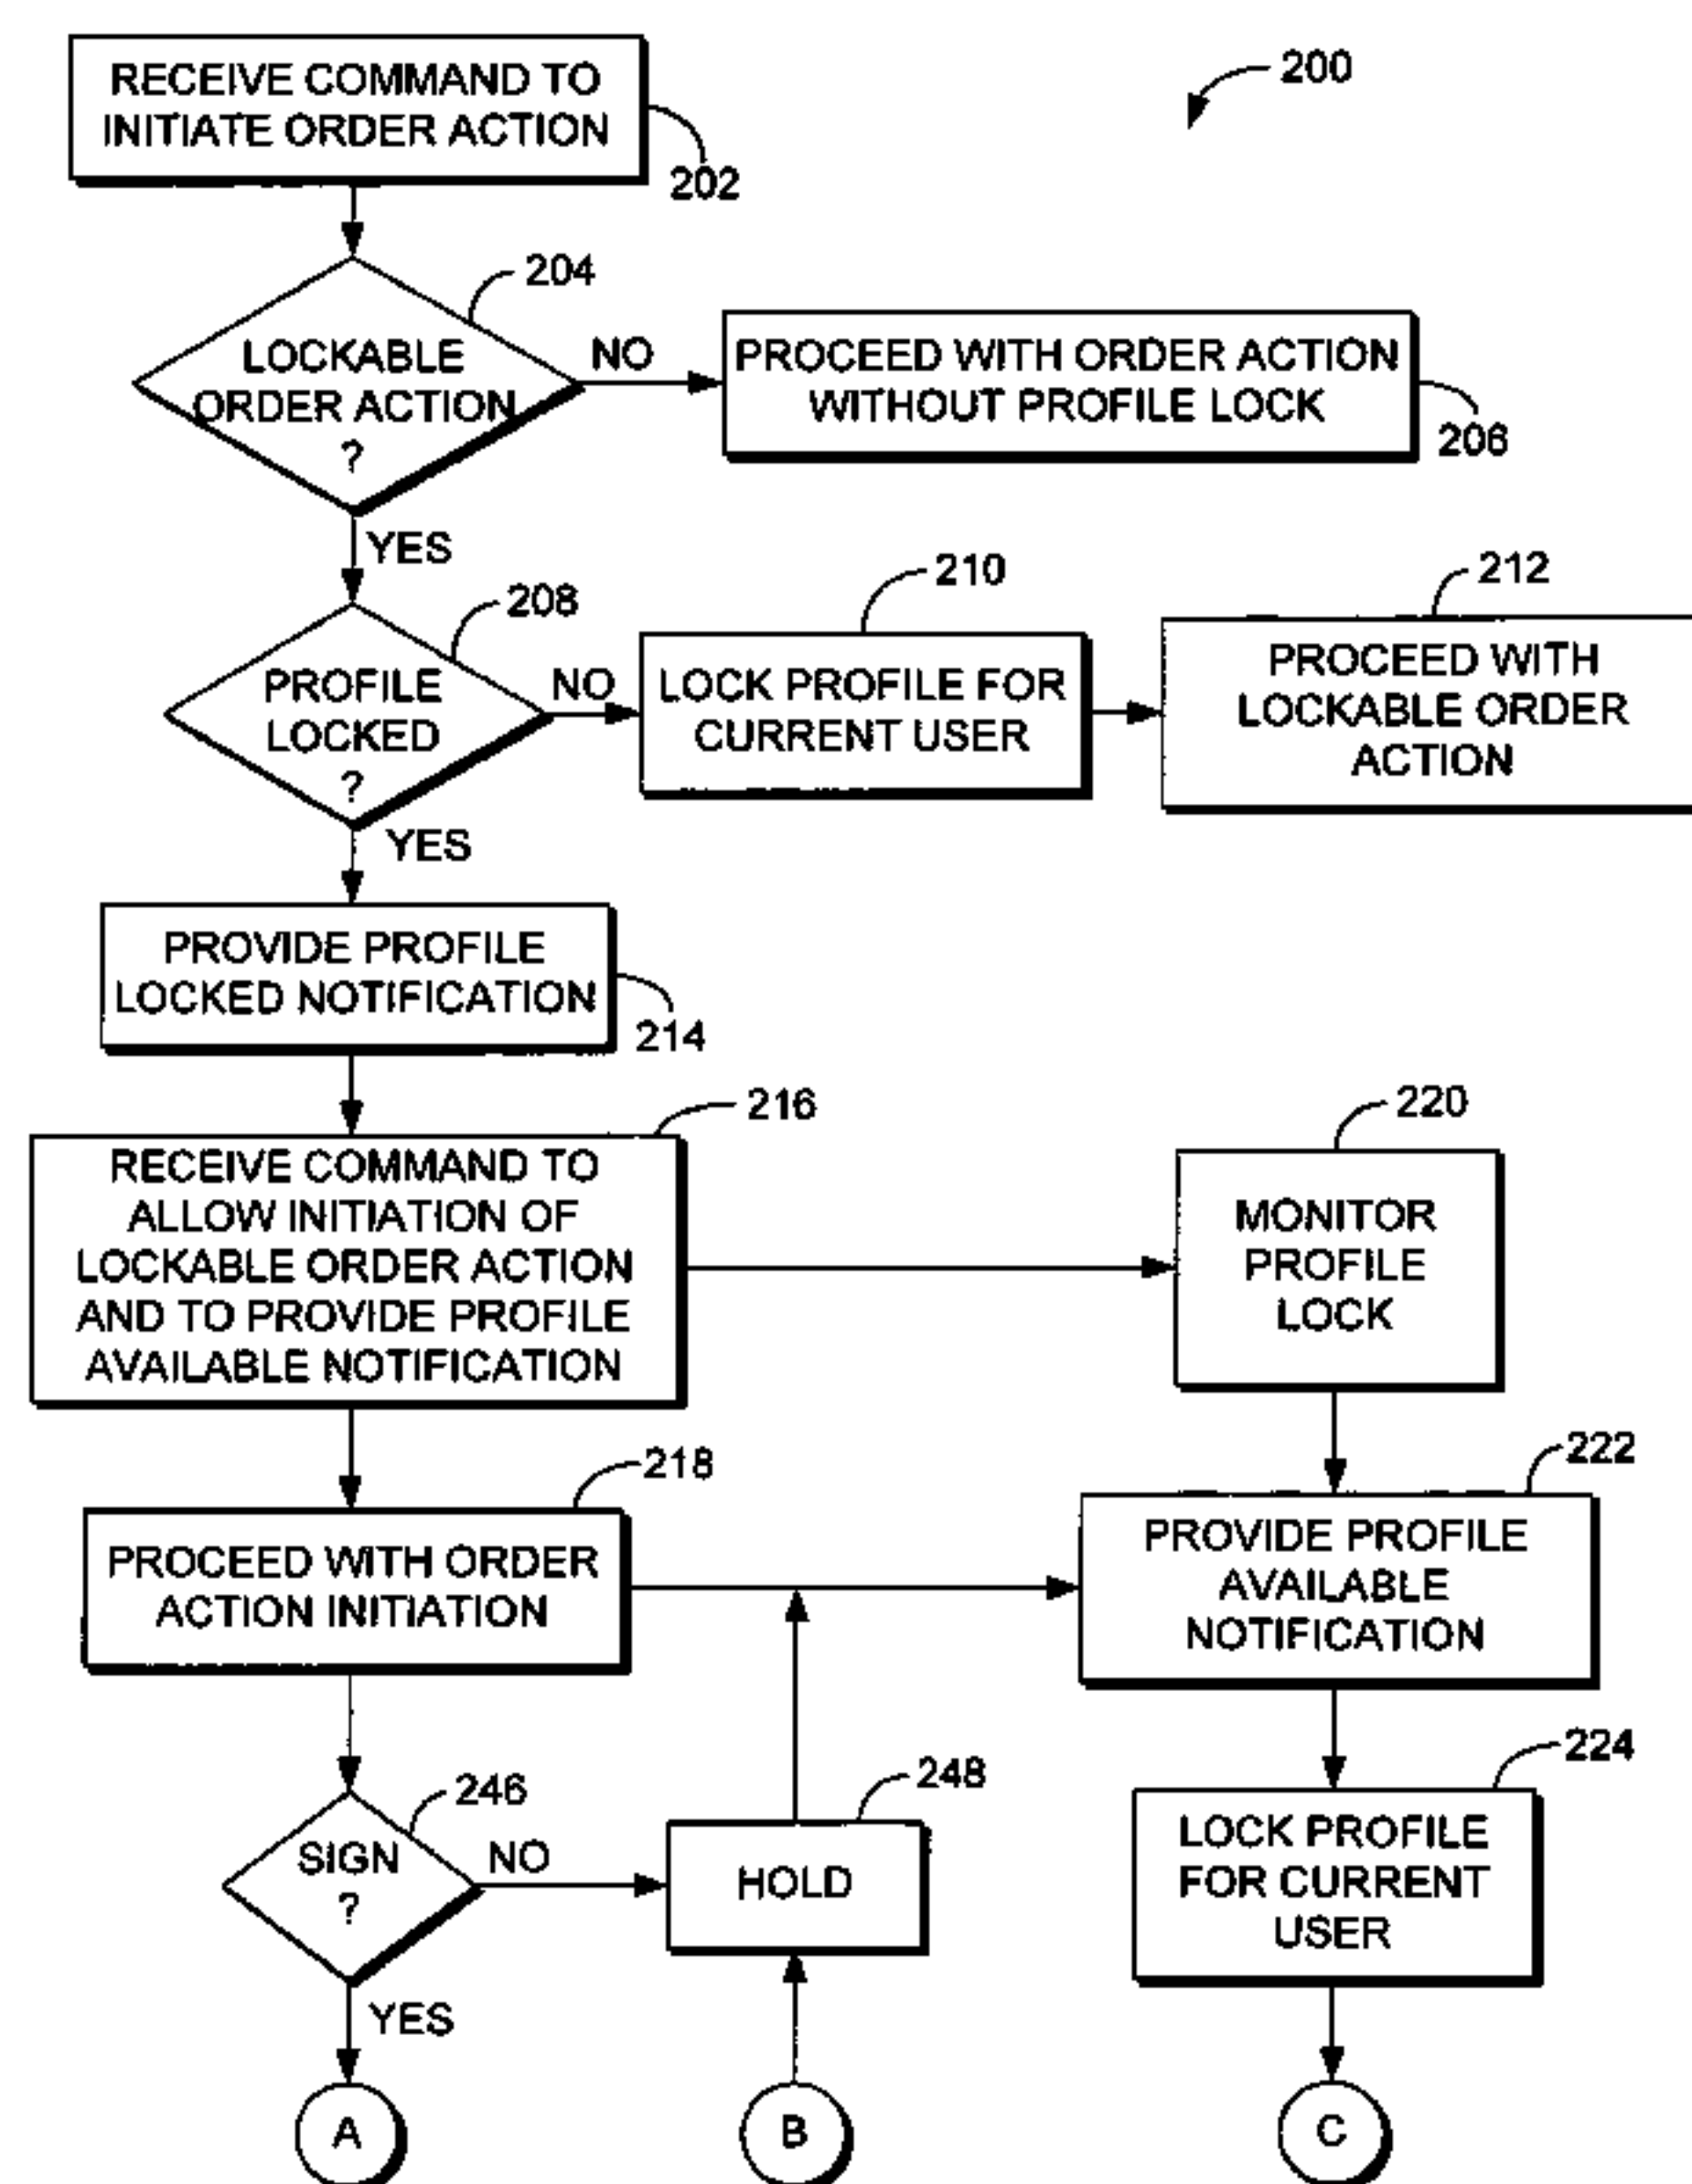 RECEIVE COMMAND TO
INITIATE ORDER ACTION
202
200
204
LOCKABLE
ORDER ACTION
?
NO
PROCEED WITH ORDER ACTION
WITHOUT PROFILE LOCK
206
YES
208
PROFILE
LOCKED
?
NO
210
LOCK PROFILE FOR
CURRENT USER
212
PROCEED WITH
LOCKABLE ORDER
ACTION
YES
PROVIDE PROFILE
LOCKED NOTIFICATION
214
216
RECEIVE COMMAND TO
ALLOW INITIATION OF
LOCKABLE ORDER ACTION
AND TO PROVIDE PROFILE
AVAILABLE NOTIFICATION
220
MONITOR
PROFILE
LOCK
218
PROCEED WITH ORDER
ACTION INITIATION
222
PROVIDE PROFILE
AVAILABLE
NOTIFICATION
246
SIGN
?
NO
248
HOLD
224
LOCK PROFILE
FOR CURRENT
USER
YES
A
B
C